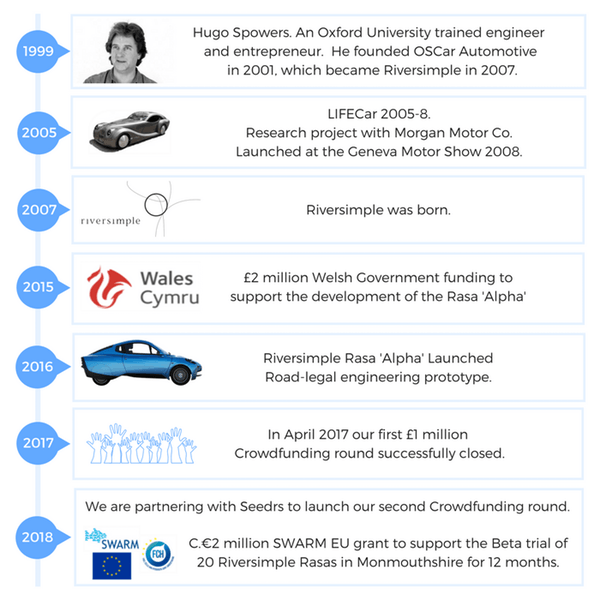 1999
Hugo Spowers. An Oxford University trained engineer
and entrepreneur. He founded OSCar Automotive
in 2001, which became Riversimple in 2007.
2005
LIFECar 2005-8.
Research project with Morgan Motor Co.
Launched at the Geneva Motor Show 2008.
2007
riversimple
Riversimple was born.
2015
Wales
Cymru
£2 million Welsh Government funding to
support the development of the Rasa 'Alpha'
2016
Riversimple Rasa 'Alpha' Launched
Road-legal engineering prototype.
2017
In April 2017 our first £1 million
Crowdfunding round successfully closed.
2018
We are partnering with Seedrs to launch our second Crowdfunding round.
SWARM
FCH
C.€2 million SWARM EU grant to support the Beta trial of
20 Riversimple Rasas in Monmouthshire for 12 months.